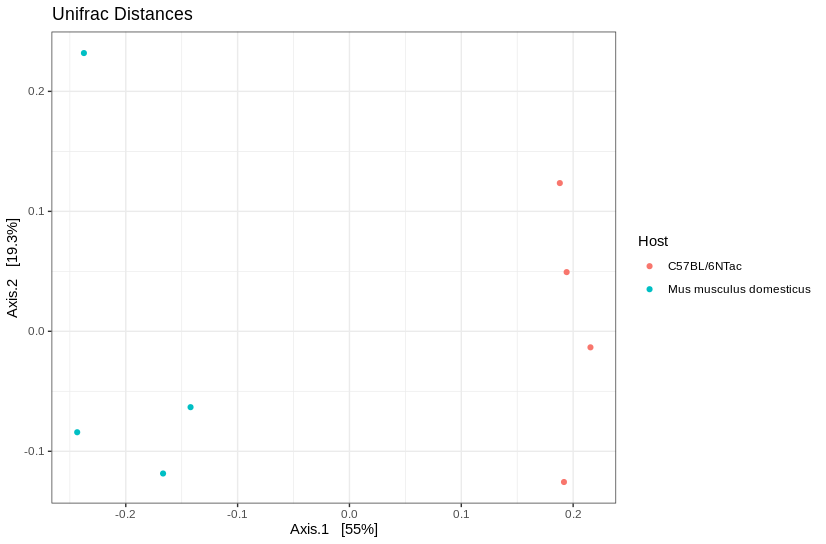 Unifrac Distances
0.2
0.1
0.0
-0.1
Axis.2 [19.3%]
-0.2
-0.1
0.0
0.1
0.2
Axis.1 [55%]
Host
C57BL/6NTac
Mus musculus domesticus